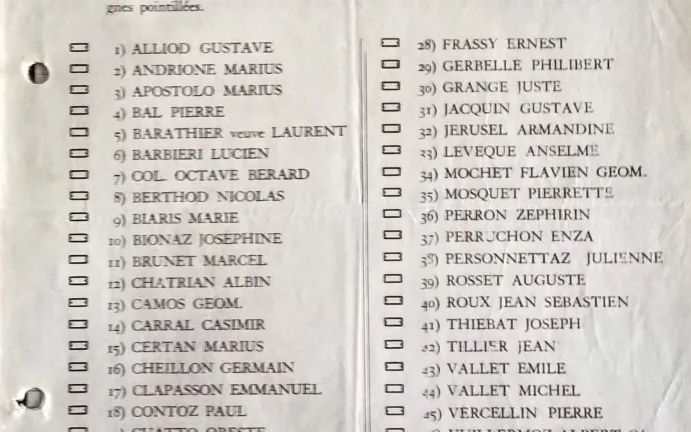 gnes pointillées.
1) ALLIOD GUSTAVE
2) ANDRIONE MARIUS
3) APOSTOLO MARIUS
4) BAL PIERRE
5) BARATHIER veuve LAURENT
6) BARBIERI LUCIEN
7) COL. OCTAVE BERARD
8) BERTHOD NICOLAS
9) BIARIS MARIE
10) BIONAZ JOSEPHINE
11) BRUNET MARCEL
12) CHATRIAN ALBIN
13) CAMOS GEOM.
14) CARRAL CASIMIR
15) CERTAN MARIUS
16) CHEILLON GERMAIN
17) CLAPASSON EMMANUEL
18) CONTOZ PAUL
CUATTO ORESTE
28) FRASSY ERNEST
29) GERBELLE PHILIBERT
30) GRANGE JUSTE
31) JACQUIN GUSTAVE
32) JERUSEL ARMANDINE
33) LEVEQUE ANSELME
34) MOCHET FLAVIEN GEOM.
35) MOSQUET PIERRETTE
36) PERRON ZEPHIRIN
37) PERRUCHON ENZA
38) PERSONNETTAZ JULIENNE
39) ROSSET AUGUSTE
40) ROUX JEAN SEBASTIEN
41) THIEBAT JOSEPH
42) TILLIER JEAN
43) VALLET EMILE
44) VALLET MICHEL
45) VERCELLIN PIERRE
VUILLERMOZ ALBERT